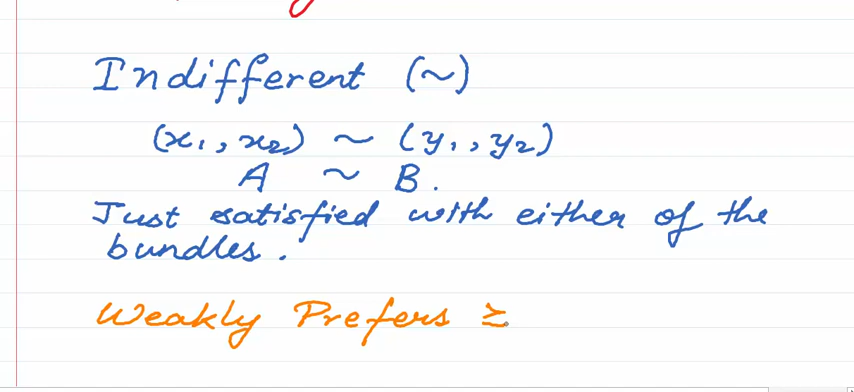 Indifferent (~)
(x1, x2) ~ (y1, y2)
A ~ B.
Just satisfied with either of the
bundles.
Weakly Prefers ≥